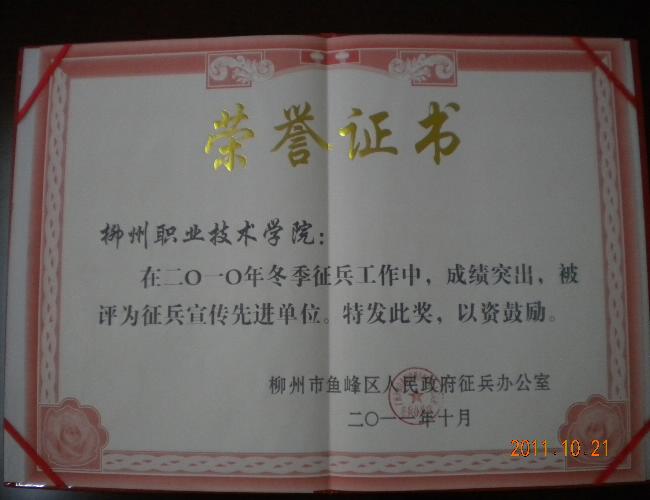 荣誉证书
柳州职业技术学院：
在二〇一〇年冬季征兵工作中，成绩突出，被
评为征兵宣传先进单位。特发此奖，以资鼓励。
柳州市鱼峰区人民政府征兵办公室
二〇一一年十月
2011.10.21